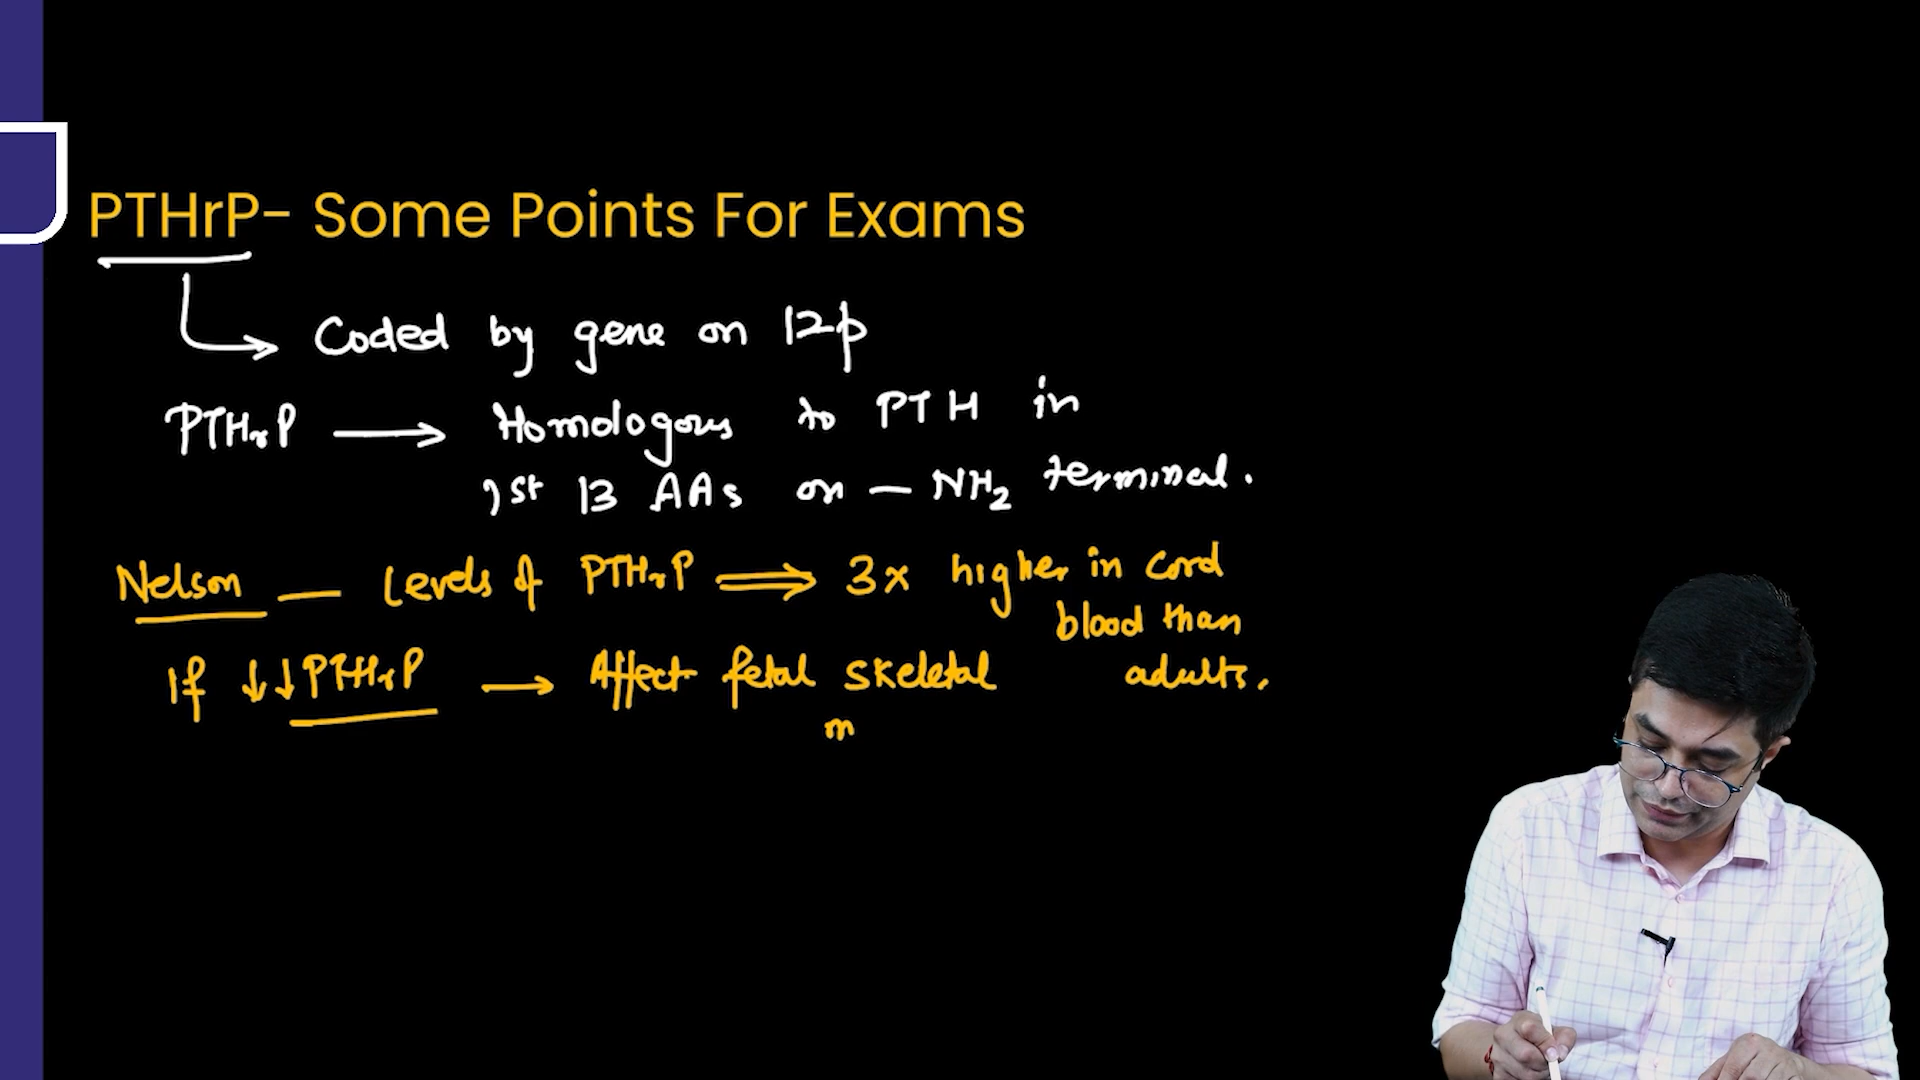 PTHrP- Some Points For Exams
Coded by gene on 12p
PTHrP → Homologous to PTH in
1st 13 AAs on - NH2 terminal.
Nelson - Levels of PTHrP ⇒ 3x higher in cord
blood than
adults.
If ↓↓ PTHrP → Affect fetal skeletal
m